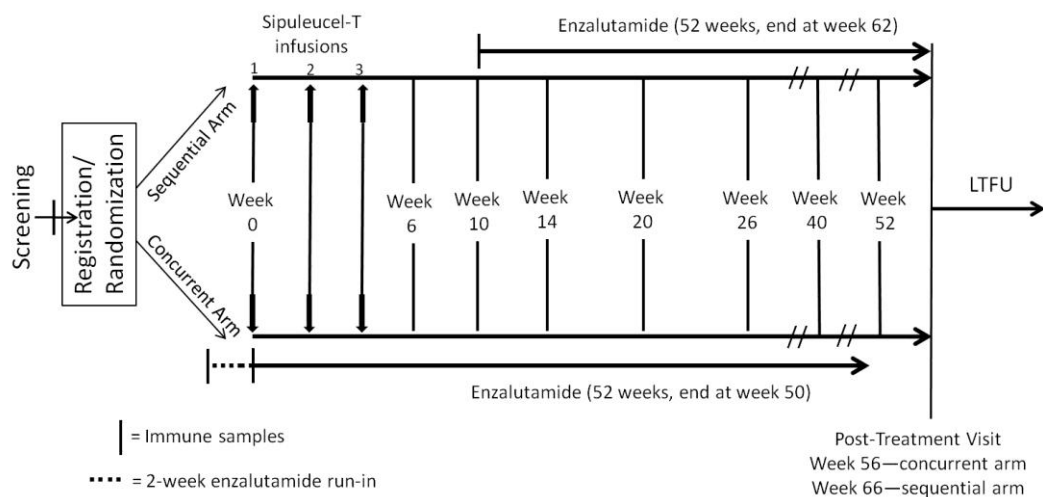 Sipuleucel-T
infusions
Enzalutamide (52 weeks, end at week 62)
1 2 3
Screening
Registration/
Randomization
Sequential Arm
Concurrent Arm
Week
0
Week
6
Week
10
Week
14
Week
20
Week
26
Week
40
Week
52
LTFU
Enzalutamide (52 weeks, end at week 50)
= Immune samples
= 2-week enzalutamide run-in
Post-Treatment Visit
Week 56—concurrent arm
Week 66—sequential arm